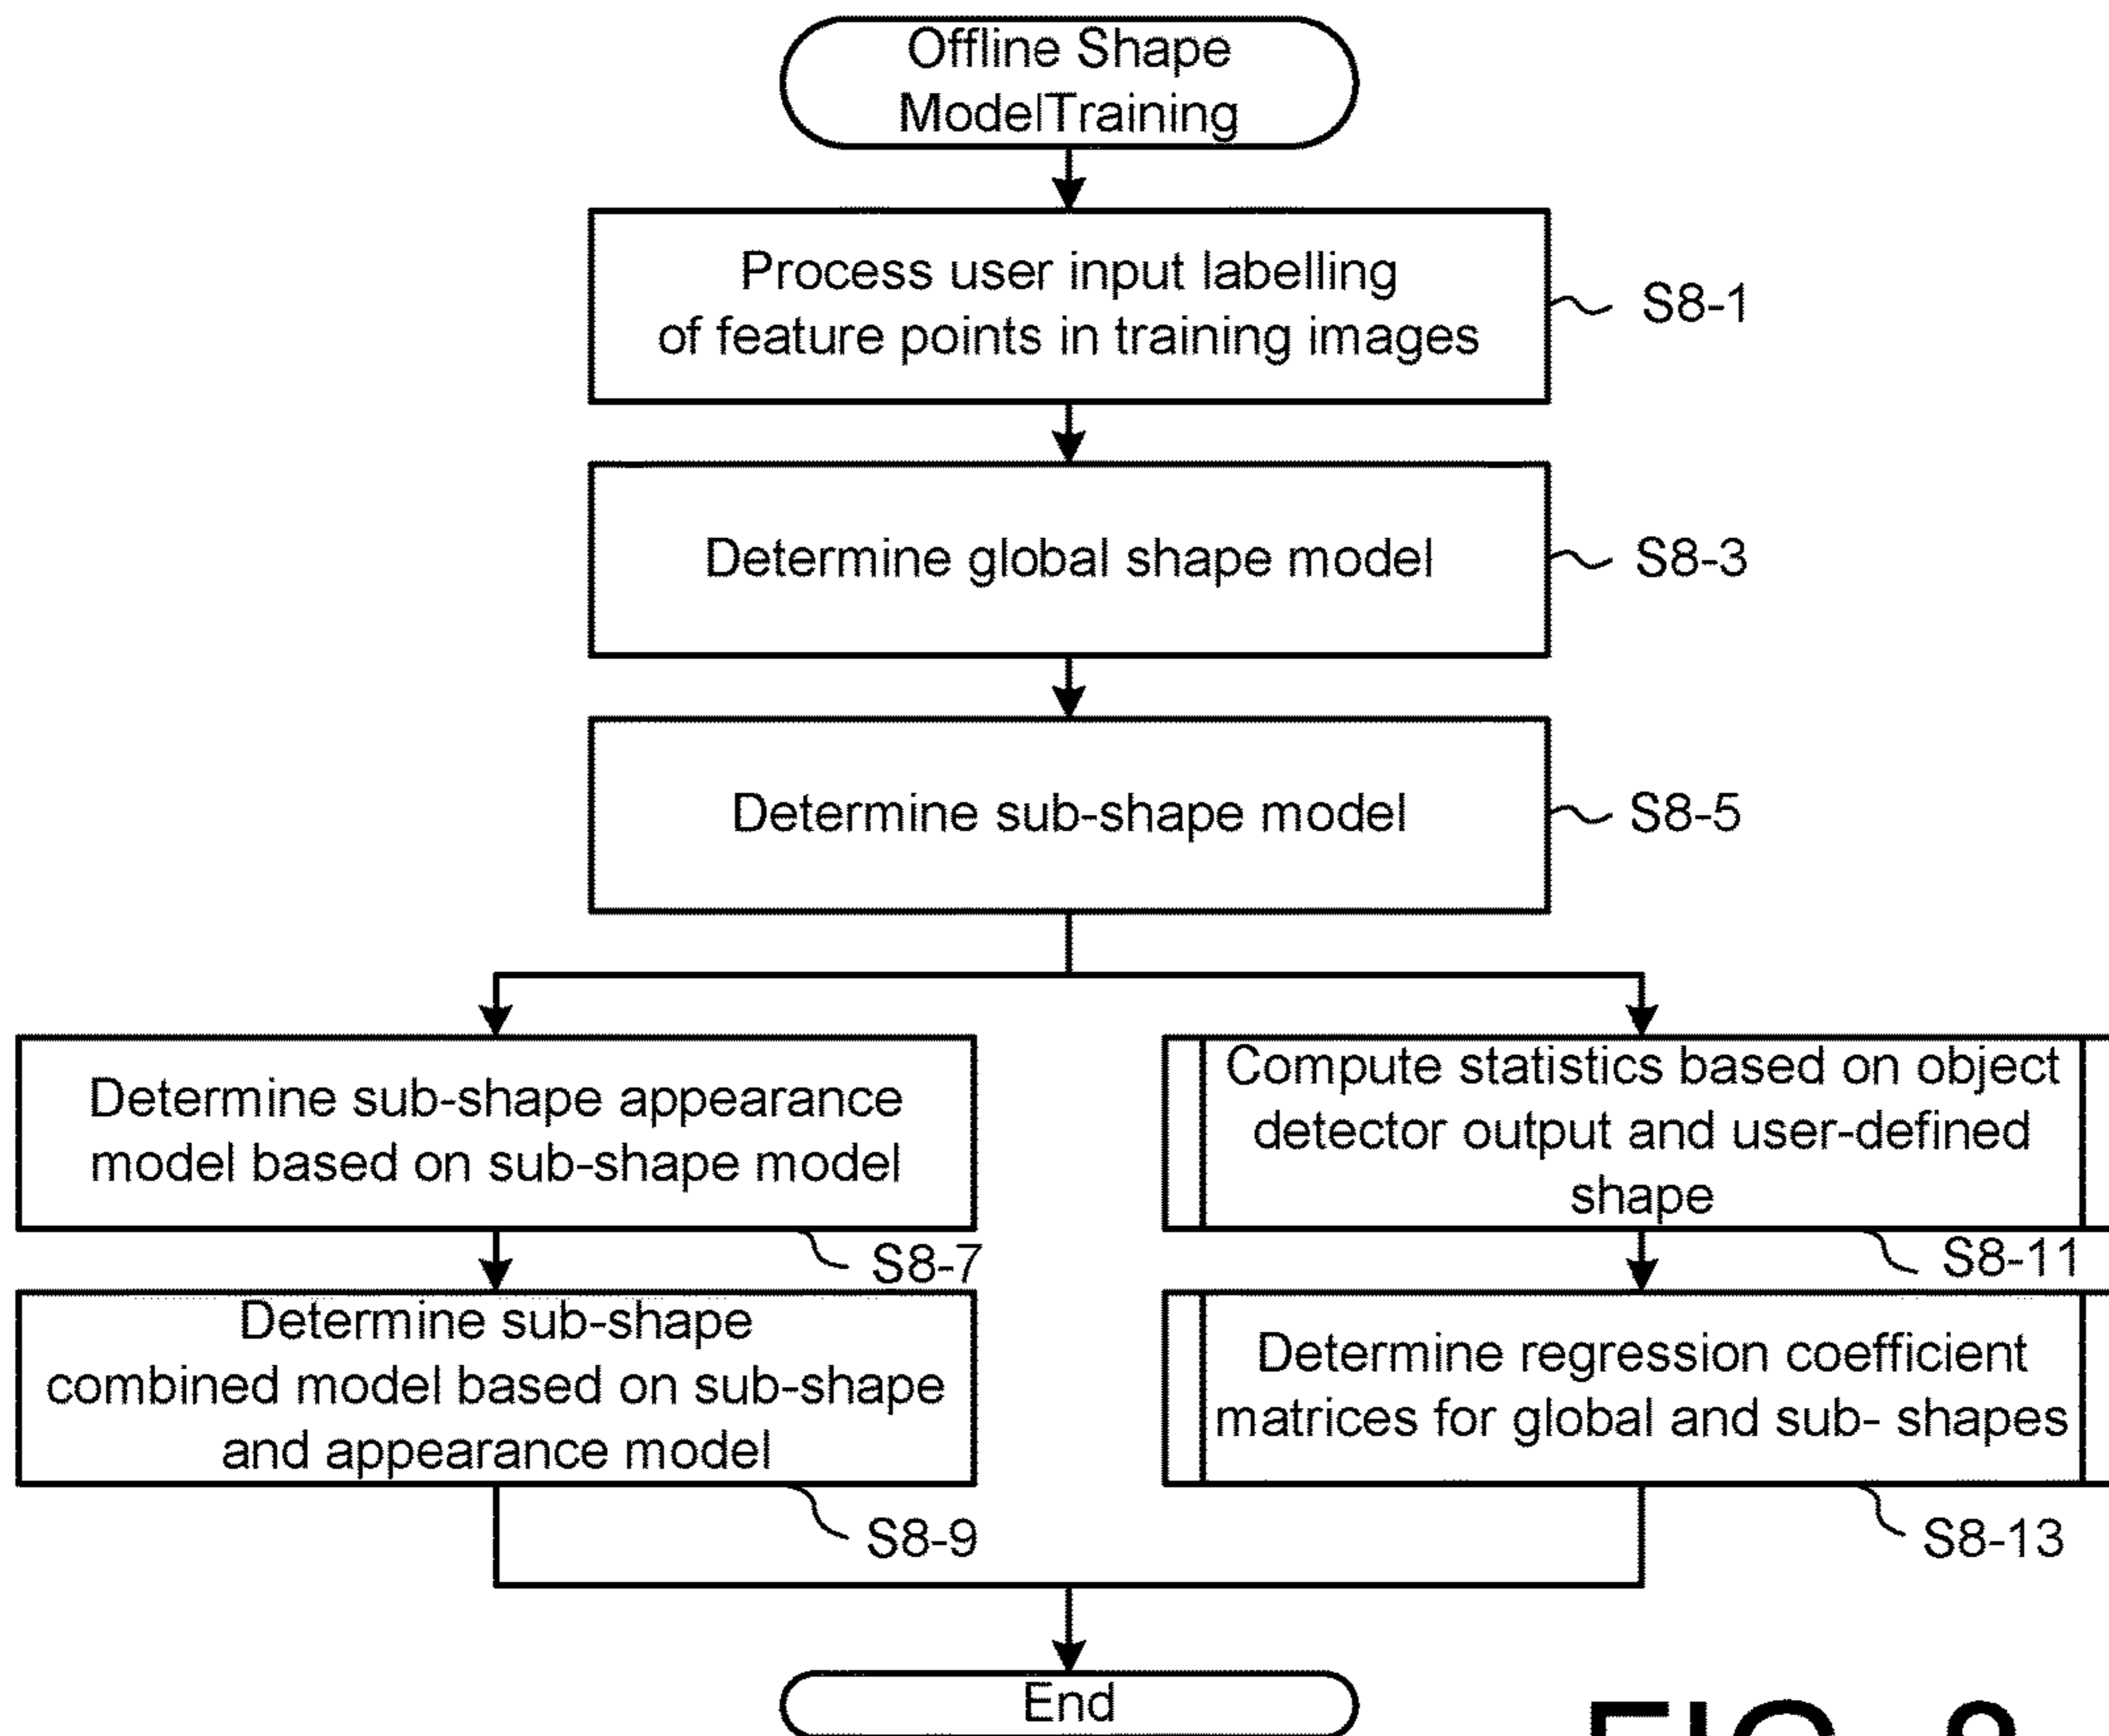 Offline Shape
ModelTraining
Process user input labelling
of feature points in training images
S8-1
Determine global shape model
S8-3
Determine sub-shape model
S8-5
Determine sub-shape appearance
model based on sub-shape model
S8-7
Compute statistics based on object
detector output and user-defined
shape
S8-11
Determine sub-shape
combined model based on sub-shape
and appearance model
S8-9
Determine regression coefficient
matrices for global and sub- shapes
S8-13
End
FIG. 8